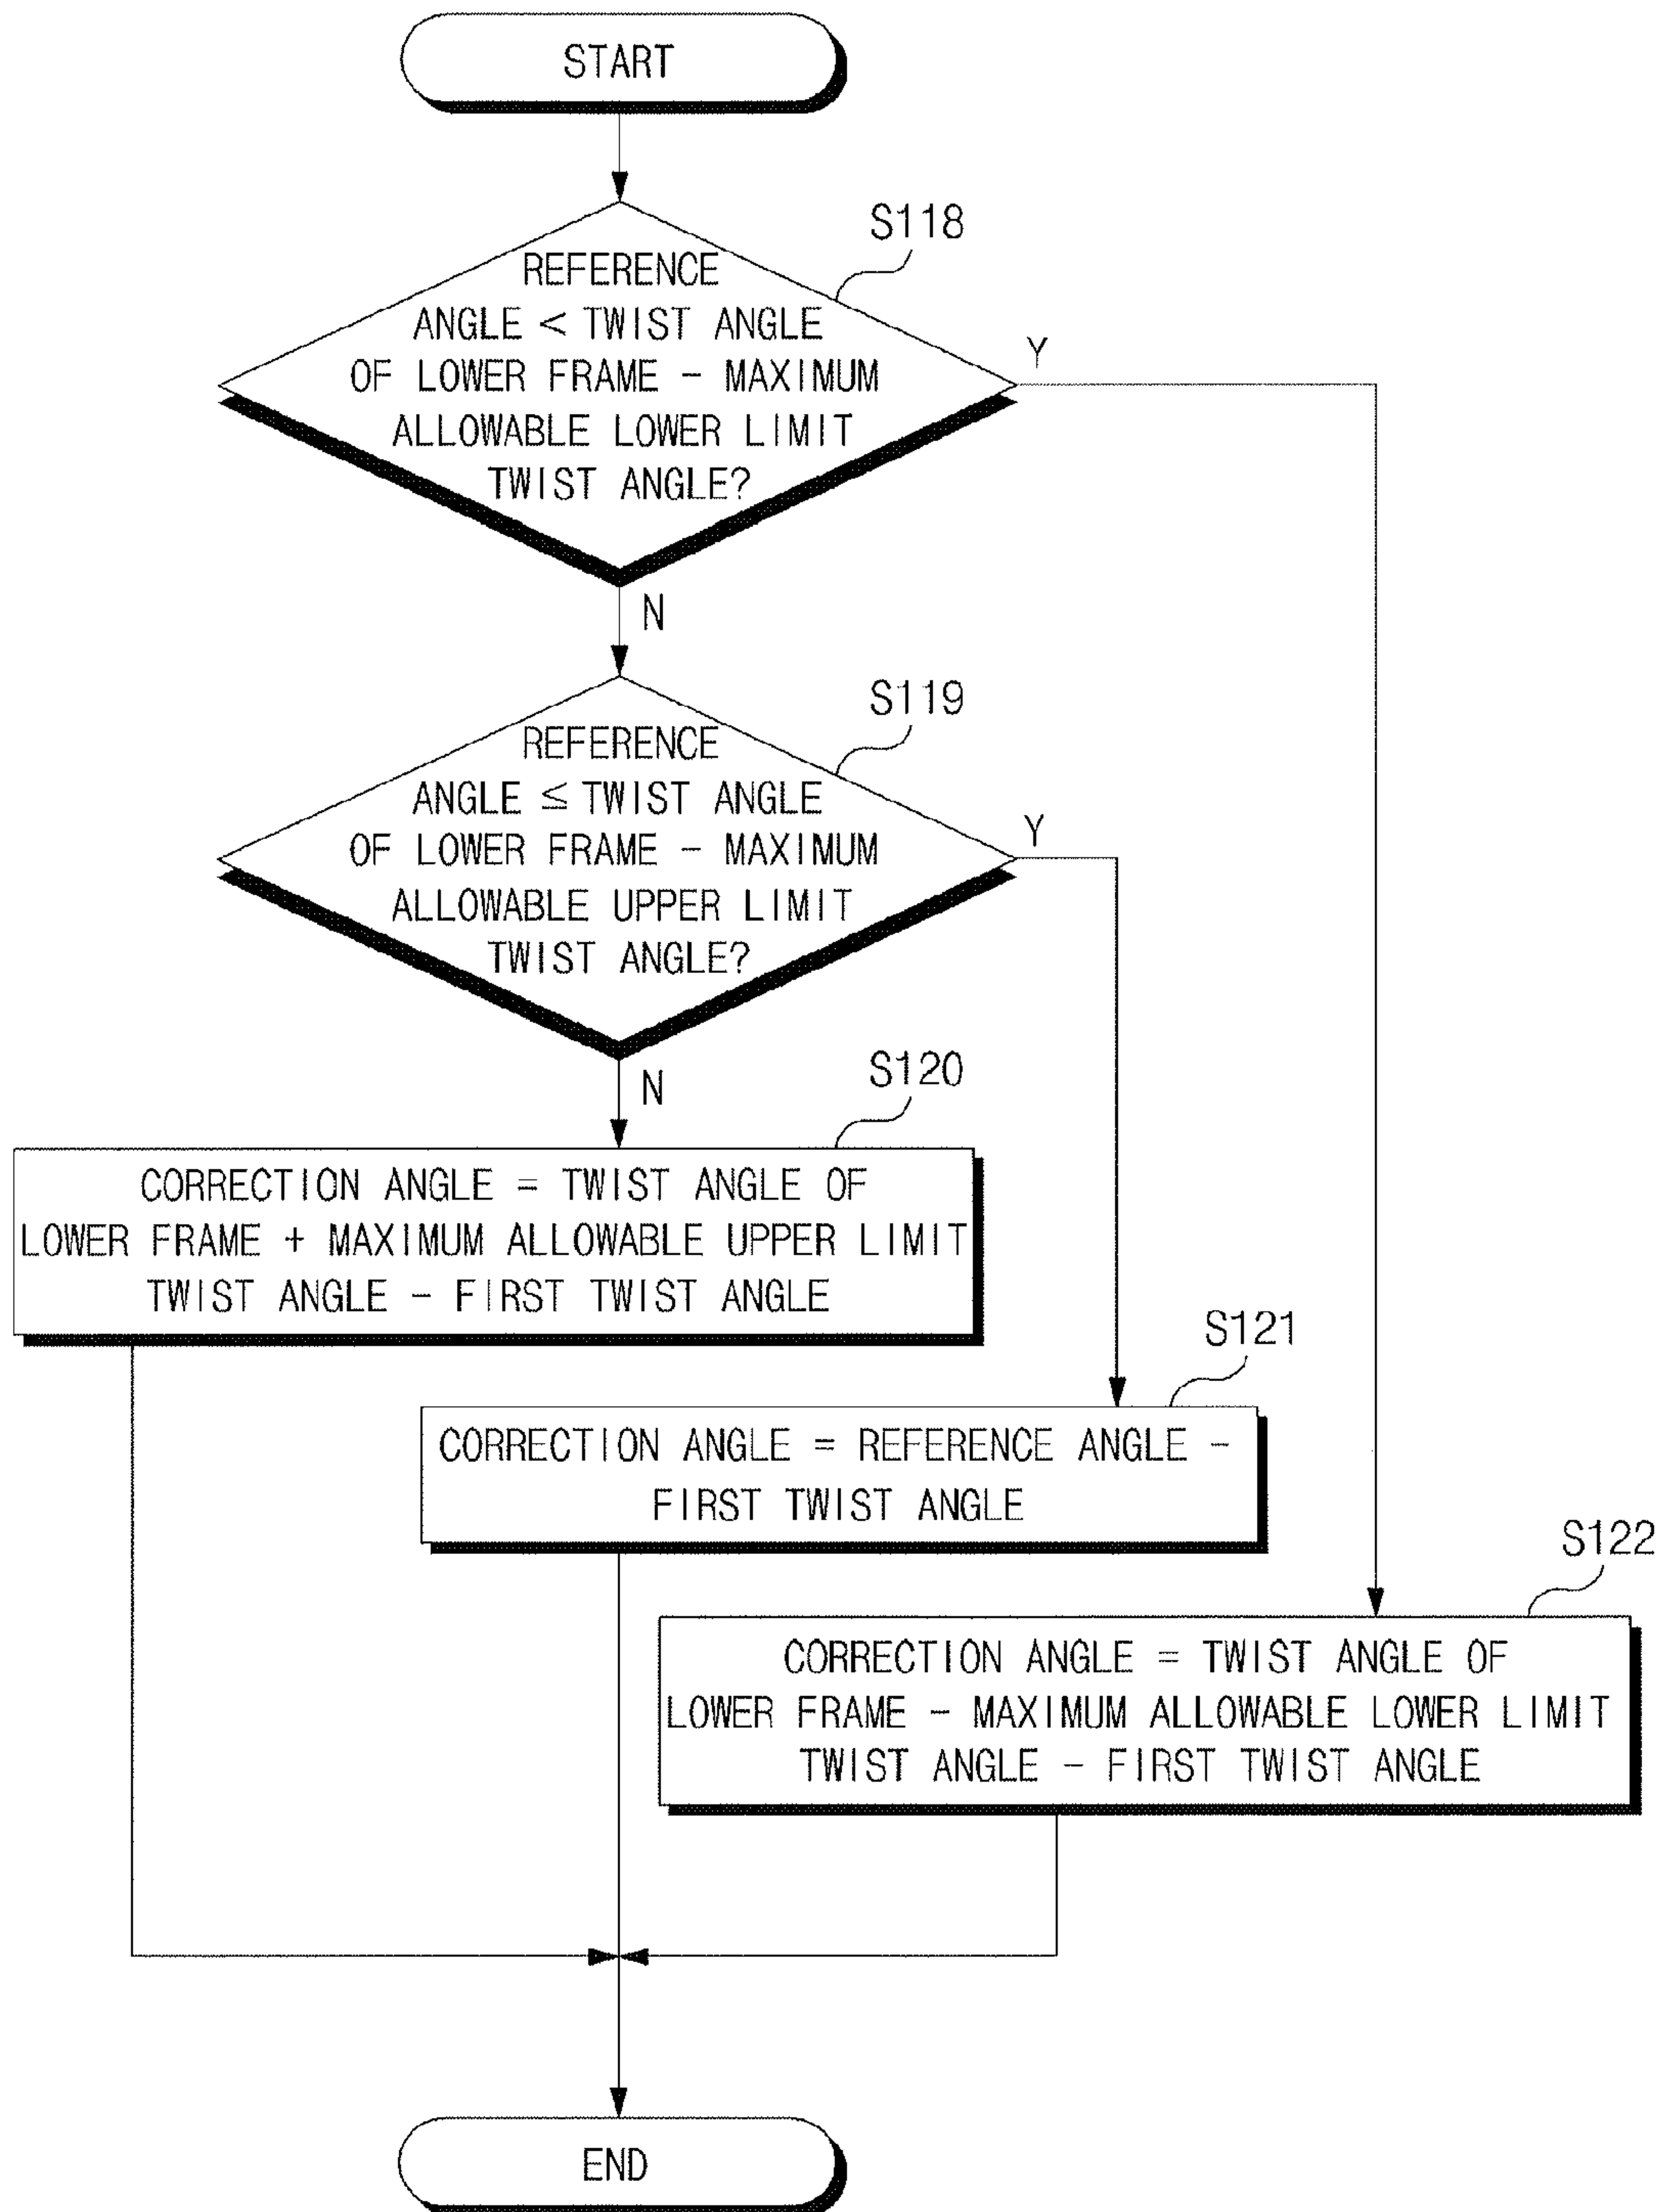 START
S118
REFERENCE
ANGLE < TWIST ANGLE
OF LOWER FRAME - MAXIMUM
ALLOWABLE LOWER LIMIT
TWIST ANGLE?
Y
N
S119
REFERENCE
ANGLE ≤ TWIST ANGLE
OF LOWER FRAME - MAXIMUM
ALLOWABLE UPPER LIMIT
TWIST ANGLE?
Y
N
S120
CORRECTION ANGLE = TWIST ANGLE OF
LOWER FRAME + MAXIMUM ALLOWABLE UPPER LIMIT
TWIST ANGLE - FIRST TWIST ANGLE
S121
CORRECTION ANGLE = REFERENCE ANGLE -
FIRST TWIST ANGLE
S122
CORRECTION ANGLE = TWIST ANGLE OF
LOWER FRAME - MAXIMUM ALLOWABLE LOWER LIMIT
TWIST ANGLE - FIRST TWIST ANGLE
END